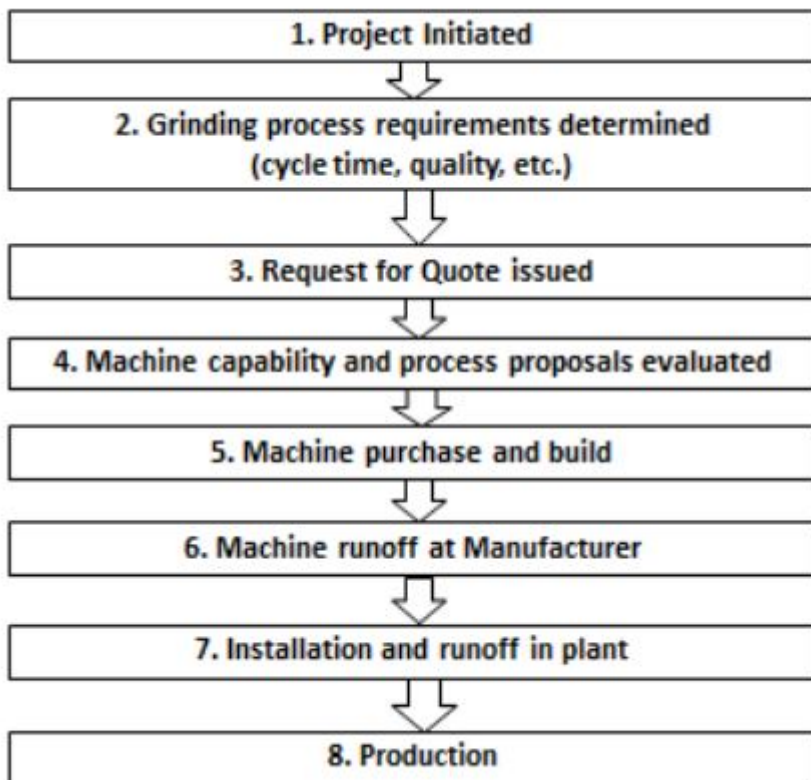 1. Project Initiated
2. Grinding process requirements determined
(cycle time, quality, etc.)
3. Request for Quote issued
4. Machine capability and process proposals evaluated
5. Machine purchase and build
6. Machine runoff at Manufacturer
7. Installation and runoff in plant
8. Production